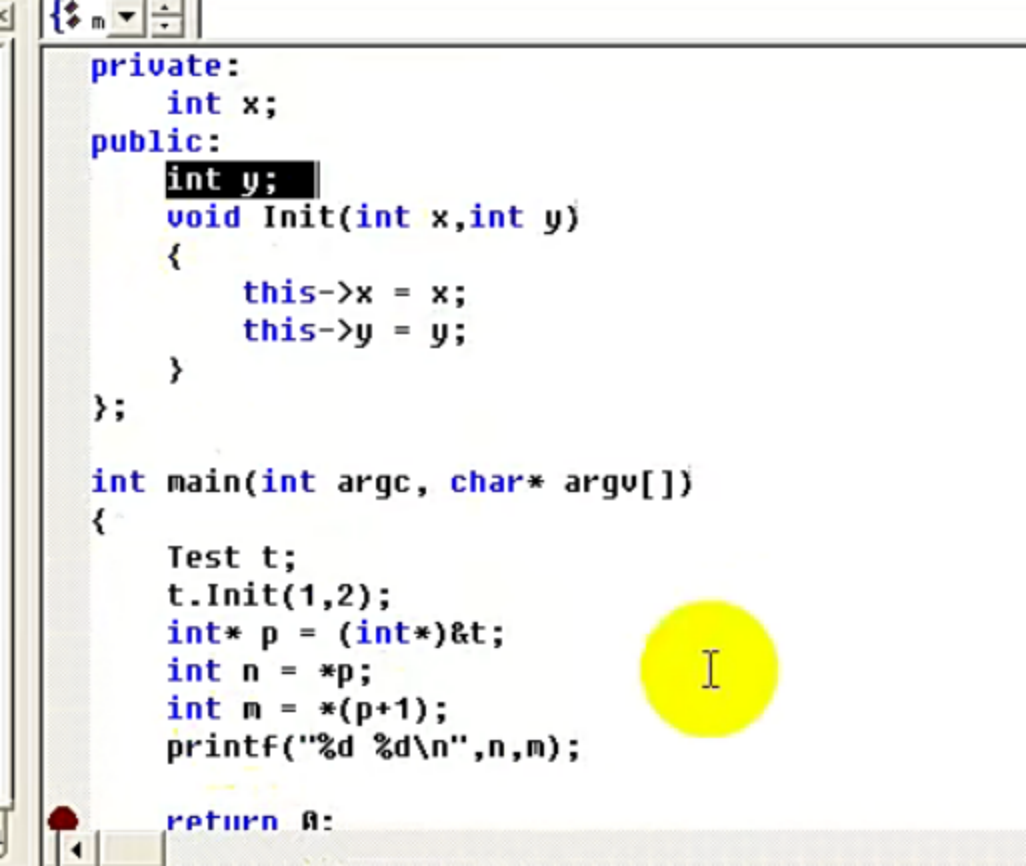 { m
private:
int x;
public:
int y;
void Init(int x,int y)
{
this->x = x;
this->y = y;
}
};
int main(int argc, char* argv[])
{
Test t;
t.Init(1,2);
int* p = (int*)&t;
int n = *p;
int m = *(p+1);
printf("%d %d\n",n,m);
return 0;